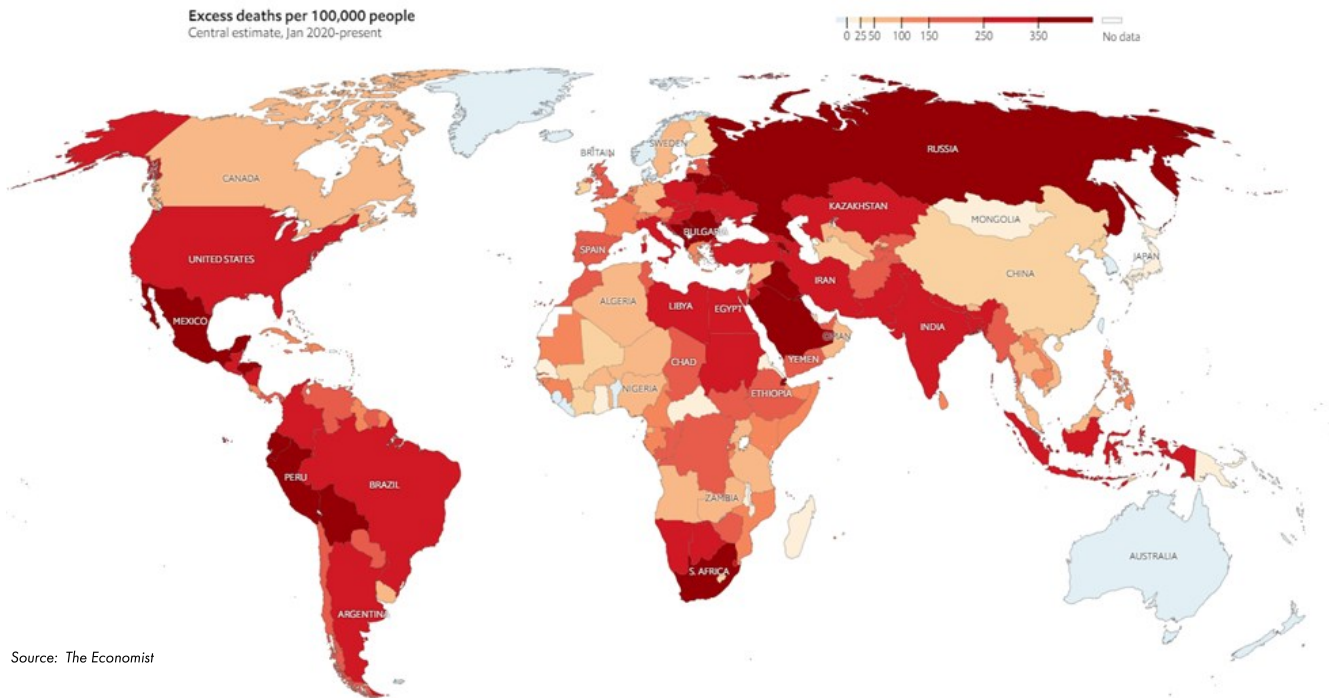 Excess deaths per 100,000 people
Central estimate, Jan 2020-present
0 25 50 100 150 250 350 No data
BRITAIN
SWEDEN
RUSSIA
CANADA
KAZAKHSTAN
MONGOLIA
BULGARIA
SPAIN
JAPAN
UNITED STATES
CHINA
IRAN
ALGERIA
LIBYA
EGYPT
MEXICO
INDIA
OMAN
CHAD
YEMEN
NIGERIA
ETHIOPIA
PERU
BRAZIL
ZAMBIA
AUSTRALIA
S. AFRICA
ARGENTINA
Source: The Economist